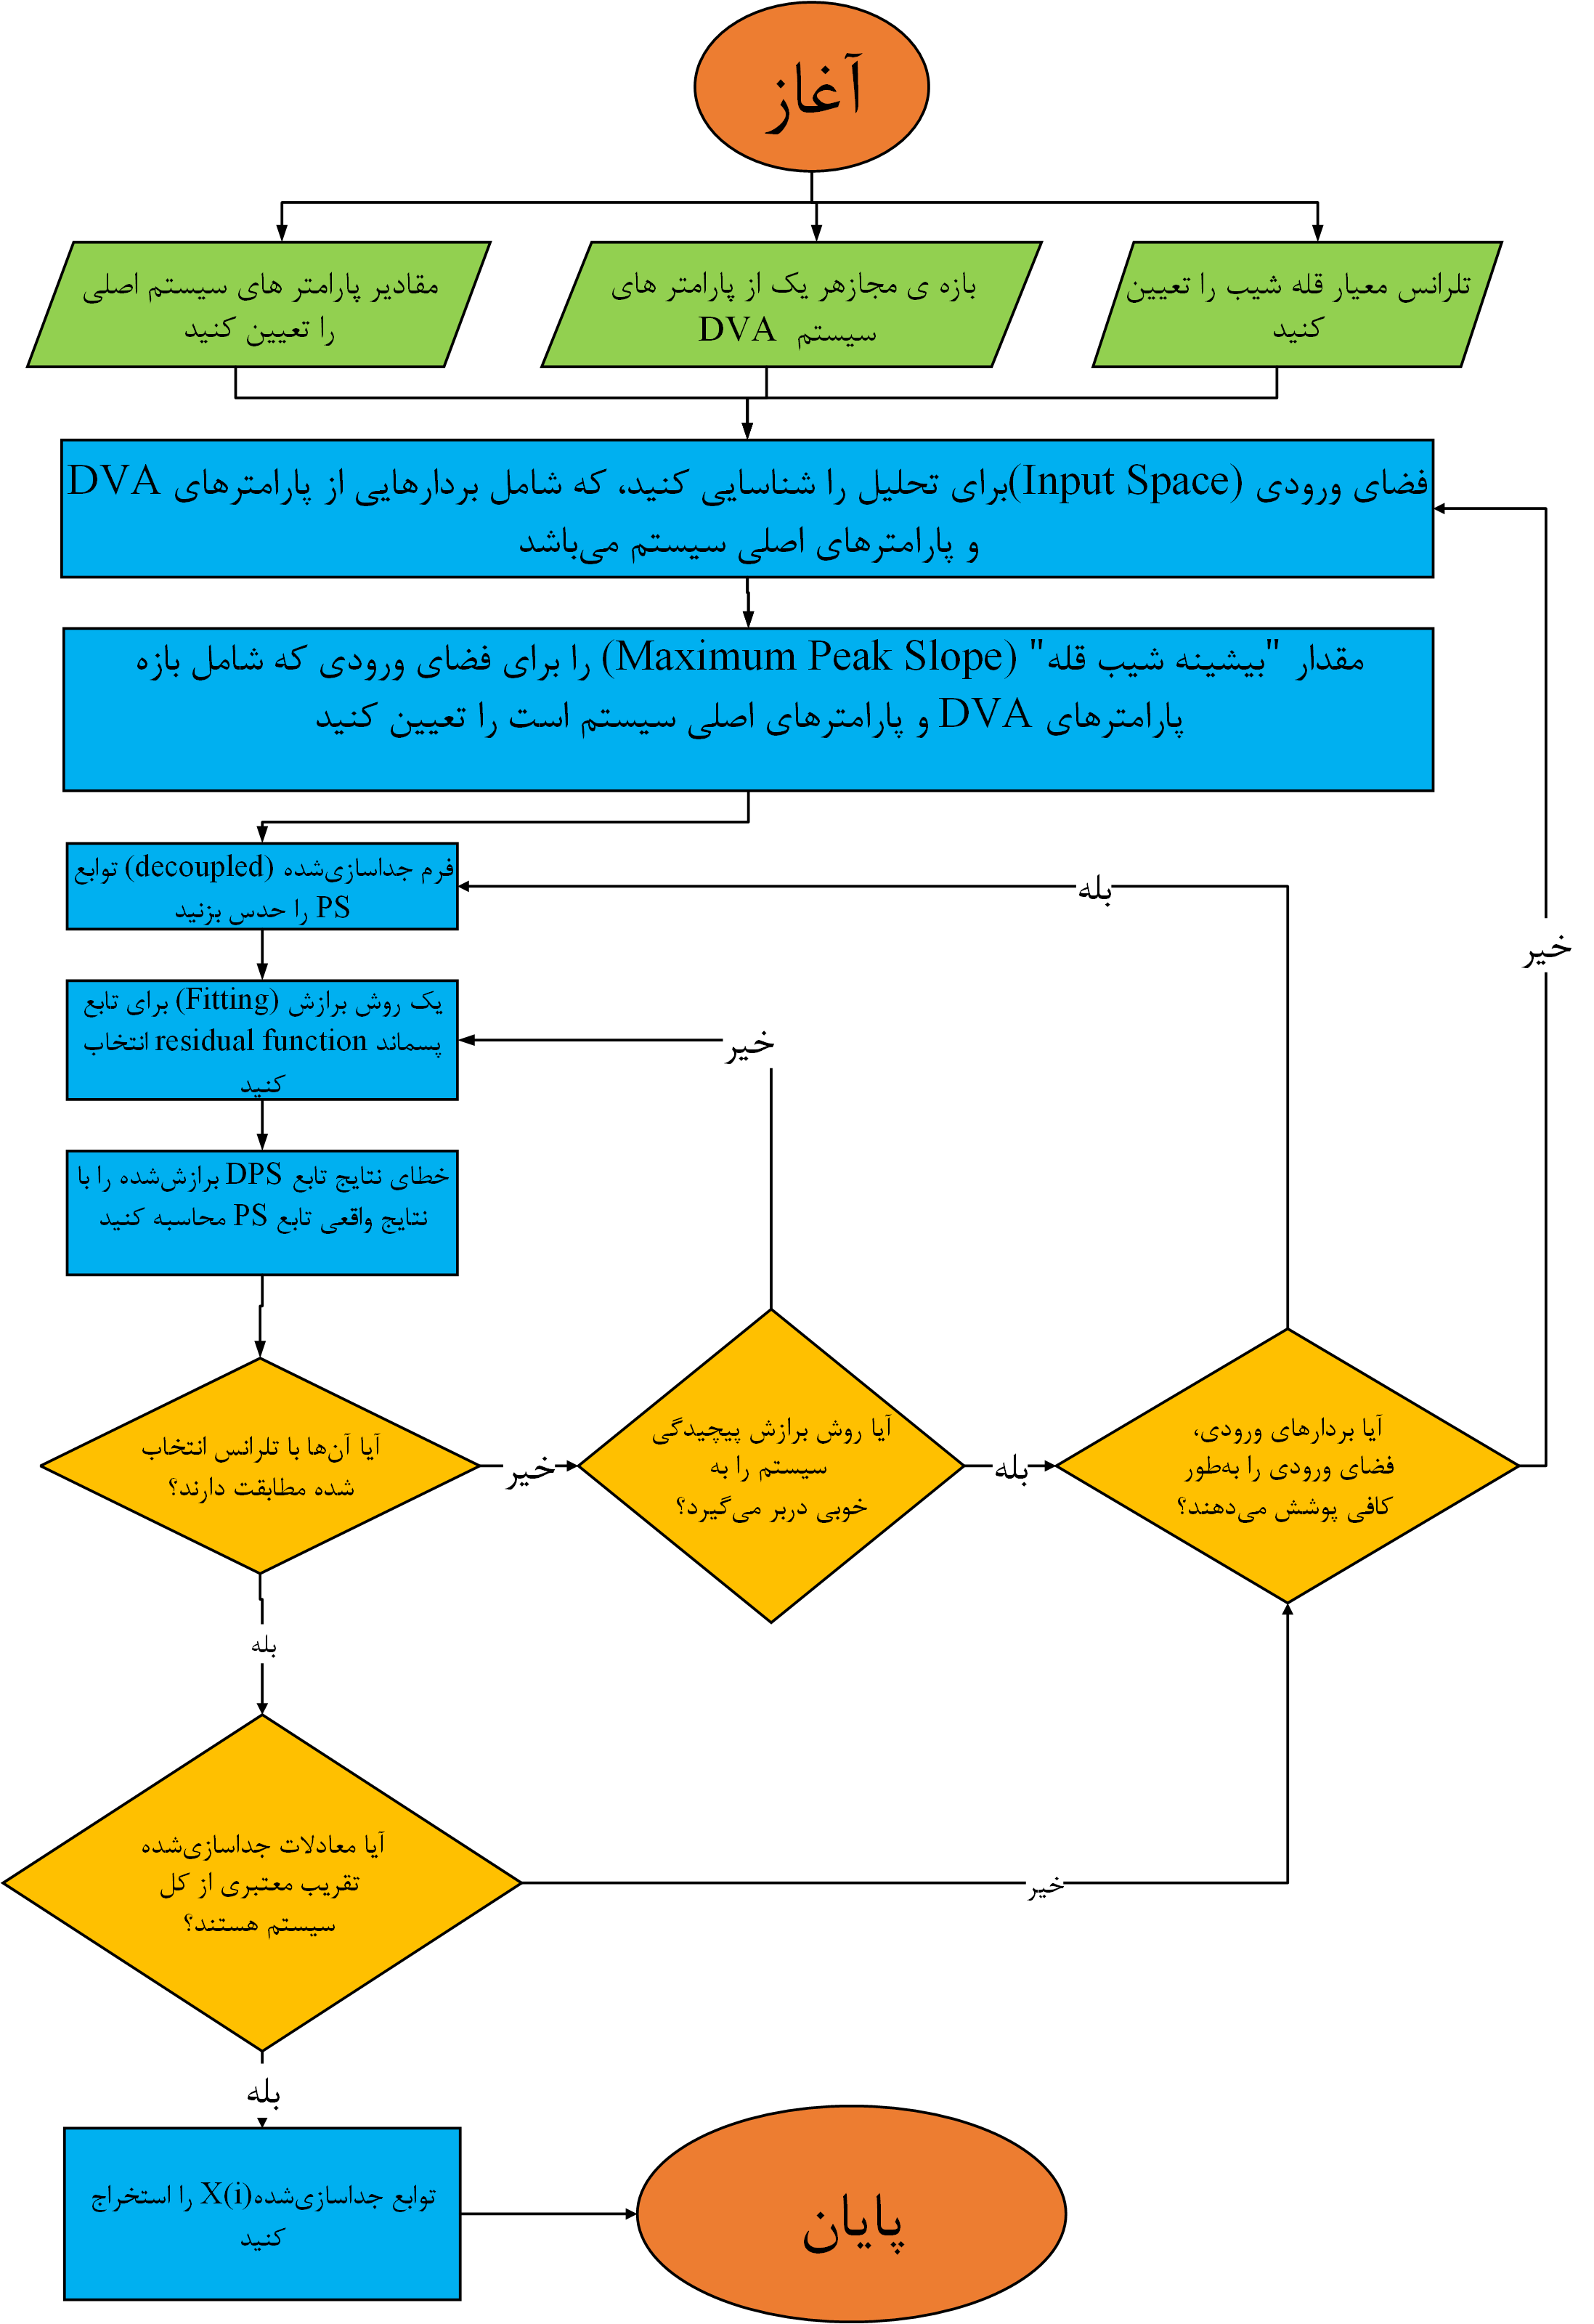 آغاز
تلرانس معیار قله شیب را تعیین
کنید
بازه ی مجازهر یک از پارامتر های
سیستم DVA
مقادیر پارامتر های سیستم اصلی
را تعیین کنید
فضای ورودی (Input Space)برای تحلیل را شناسایی کنید، که شامل بردارهایی از پارامترهای DVA
و پارامترهای اصلی سیستم می‌باشد
مقدار "بیشینه شیب قله" (Maximum Peak Slope) را برای فضای ورودی که شامل بازه
پارامترهای DVA و پارامترهای اصلی سیستم است را تعیین کنید
فرم جداسازی‌شده (decoupled) توابع
PS را حدس بزنید
بله
خیر
یک روش برازش (Fitting) برای تابع
پسماند residual function انتخاب
کنید
خیر
خطای نتایج تابع DPS برازش‌شده را با
نتایج واقعی تابع PS محاسبه کنید
آیا آن‌ها با تلرانس انتخاب
شده مطابقت دارند؟
خیر
آیا روش برازش پیچیدگی
سیستم را به
خوبی دربر می‌گیرد؟
بله
آیا بردارهای ورودی،
فضای ورودی را به‌طور
کافی پوشش می‌دهند؟
بله
آیا معادلات جداسازی‌شده
تقریب معتبری از کل
سیستم هستند؟
خیر
بله
توابع جداسازی‌شده(X(i را استخراج
کنید
پایان